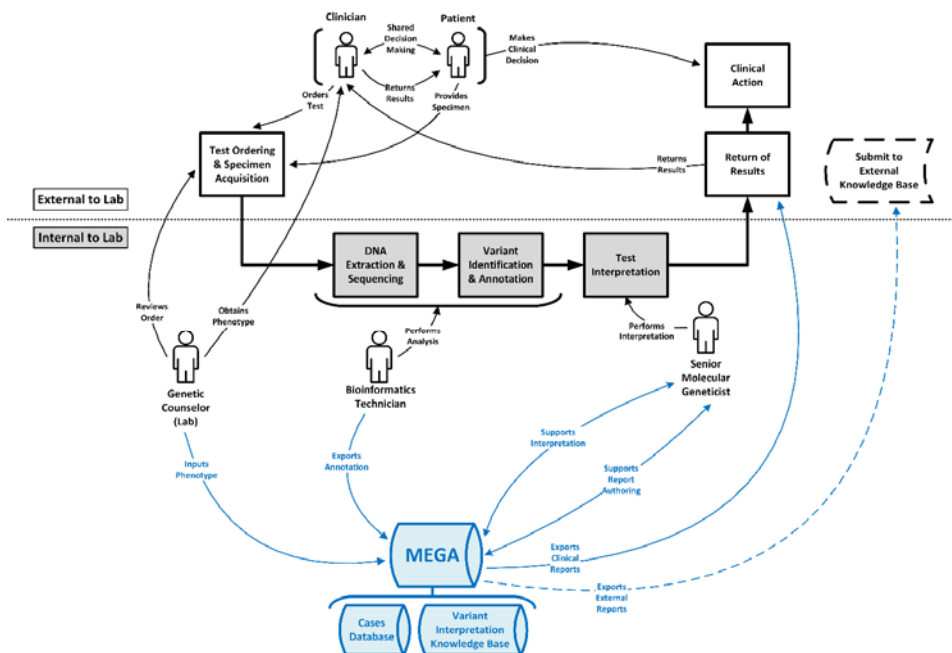 Clinician
Patient
Shared
Decision
Making
Makes
Clinical
Decision
Returns
Results
Orders
Test
Provides
Specimen
Clinical
Action
Test Ordering
& Specimen
Acquisition
Returns
Results
Return of
Results
Submit to
External
Knowledge Base
External to Lab
Internal to Lab
DNA
Extraction &
Sequencing
Variant
Identification
& Annotation
Test
Interpretation
Reviews
Order
Obtains
Phenotype
Performs
Analysis
Performs
Interpretation
Genetic
Counselor
(Lab)
Bioinformatics
Technician
Senior
Molecular
Geneticist
Inputs
Phenotype
Exports
Annotation
Supports
Interpretation
Supports
Report
Authoring
MEGA
Exports
Clinical
Reports
Exports
External
Reports
Cases
Database
Variant
Interpretation
Knowledge Base